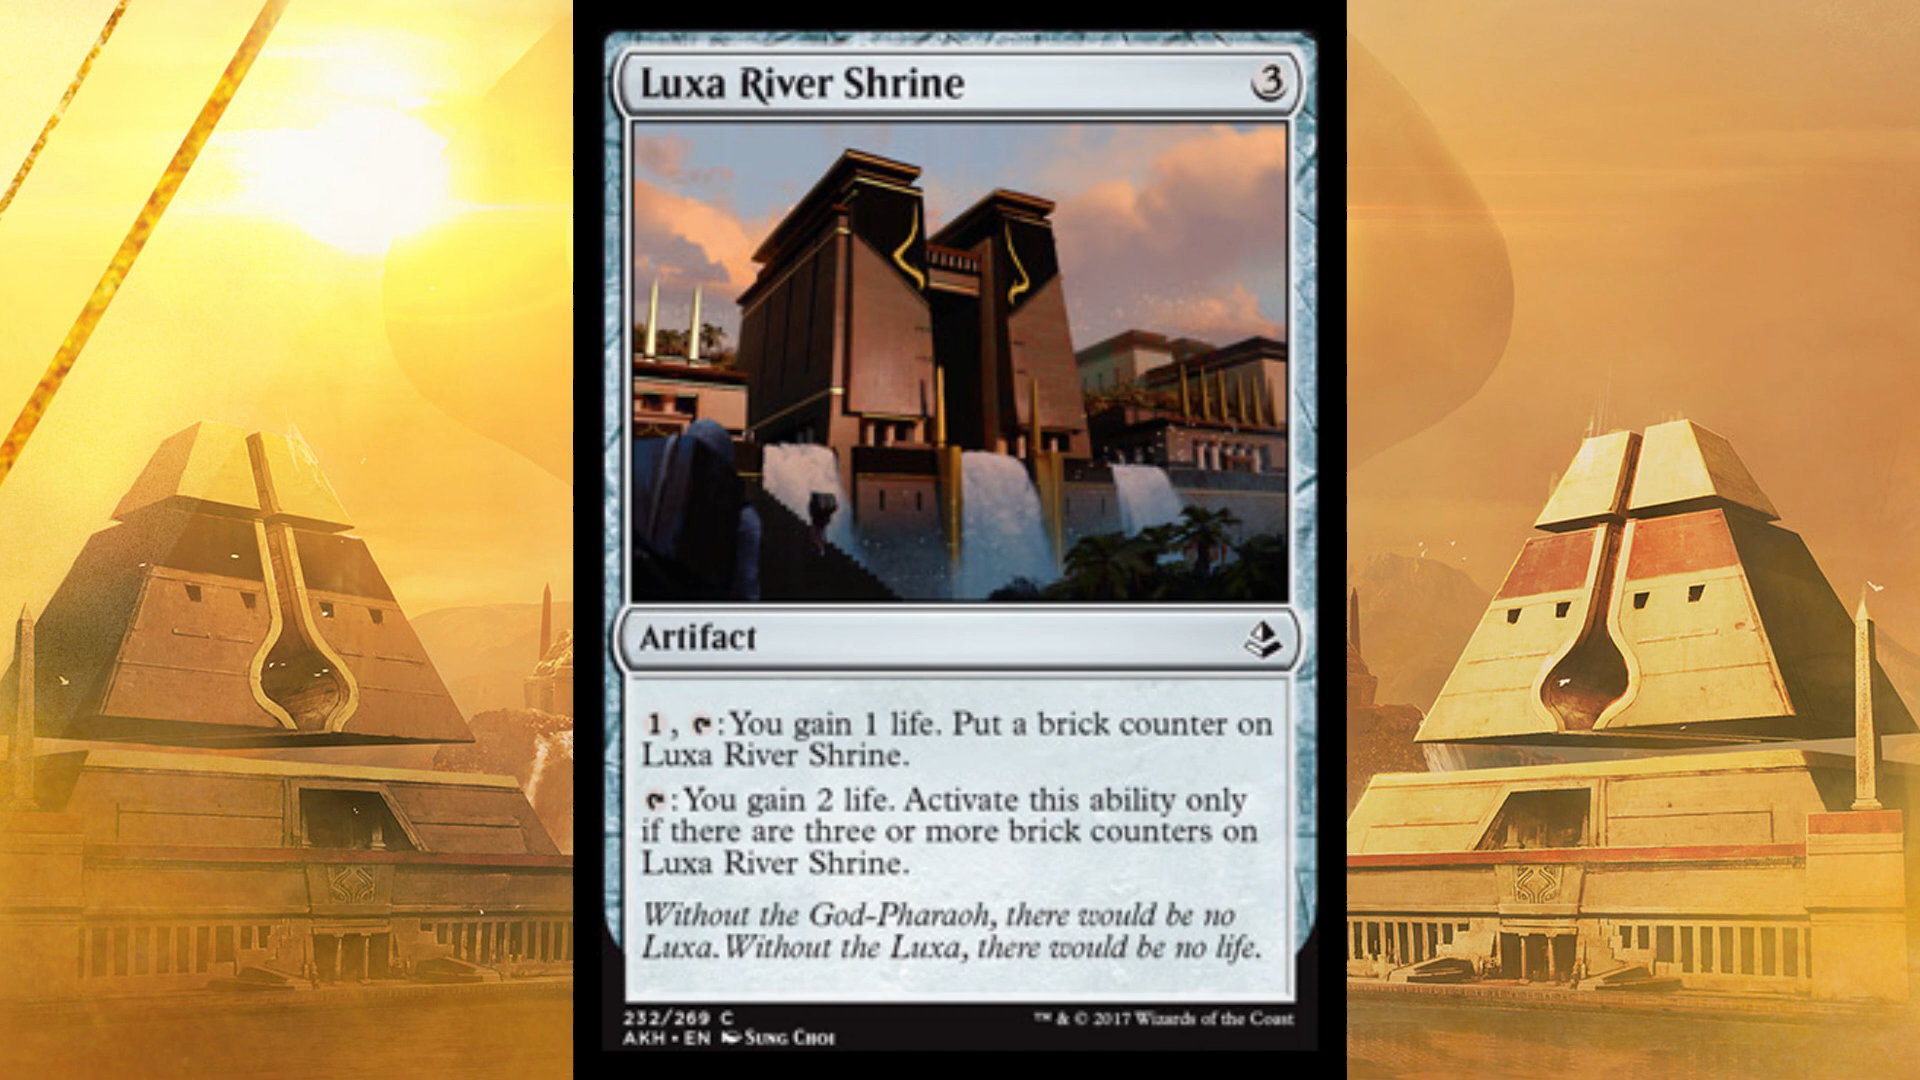 Luxa River Shrine 3
Artifact
1, : You gain 1 life. Put a brick counter on
Luxa River Shrine.
: You gain 2 life. Activate this ability only
if there are three or more brick counters on
Luxa River Shrine.
Without the God-Pharaoh, there would be no
Luxa. Without the Luxa, there would be no life.
232/269 C
AKH • EN Sung Choi
™ & © 2017 Wizards of the Coast